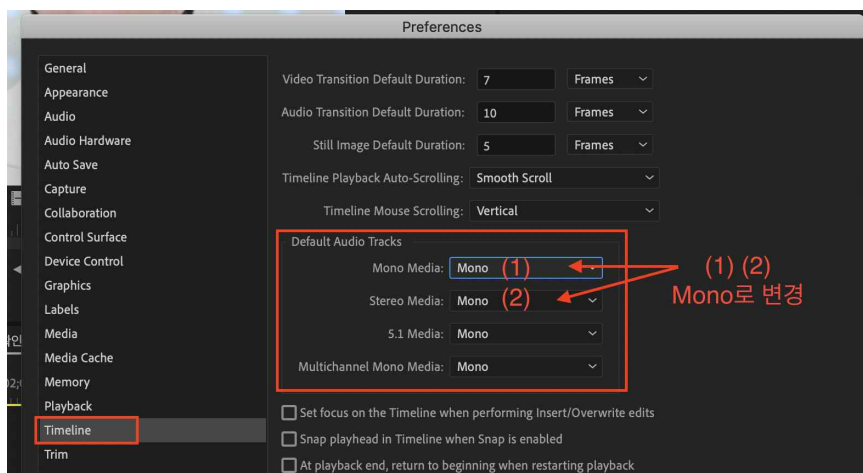 Preferences
General
Appearance
Audio
Audio Hardware
Auto Save
Capture
Collaboration
Control Surface
Device Control
Graphics
Labels
Media
Media Cache
Memory
Playback
Timeline
Trim
Video Transition Default Duration: 7 Frames
Audio Transition Default Duration: 10 Frames
Still Image Default Duration: 5 Frames
Timeline Playback Auto-Scrolling: Smooth Scroll
Timeline Mouse Scrolling: Vertical
Default Audio Tracks
Mono Media: Mono (1)
Stereo Media: Mono (2)
5.1 Media: Mono
Multichannel Mono Media: Mono
(1) (2)
Mono로 변경
Set focus on the Timeline when performing Insert/Overwrite edits
Snap playhead in Timeline when Snap is enabled
At playback end, return to beginning when restarting playback